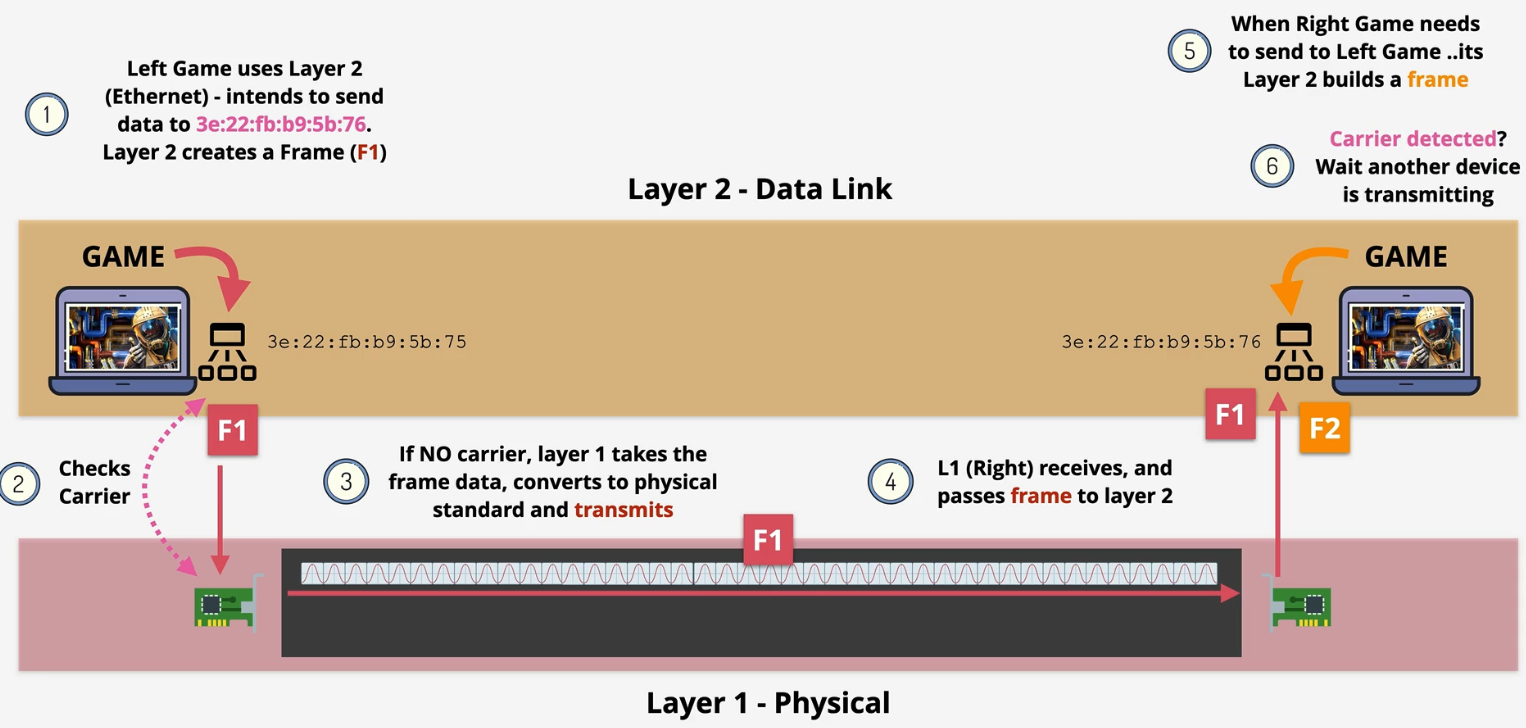 1
Left Game uses Layer 2
(Ethernet) - intends to send
data to 3e:22:fb:b9:5b:76.
Layer 2 creates a Frame (F1)
5
When Right Game needs
to send to Left Game ..its
Layer 2 builds a frame
6
Carrier detected?
Wait another device
is transmitting
Layer 2 - Data Link
GAME
GAME
3e:22:fb:b9:5b:75
3e:22:fb:b9:5b:76
F1
F1
F2
2
Checks
Carrier
3
If NO carrier, layer 1 takes the
frame data, converts to physical
standard and transmits
4
L1 (Right) receives, and
passes frame to layer 2
F1
Layer 1 - Physical